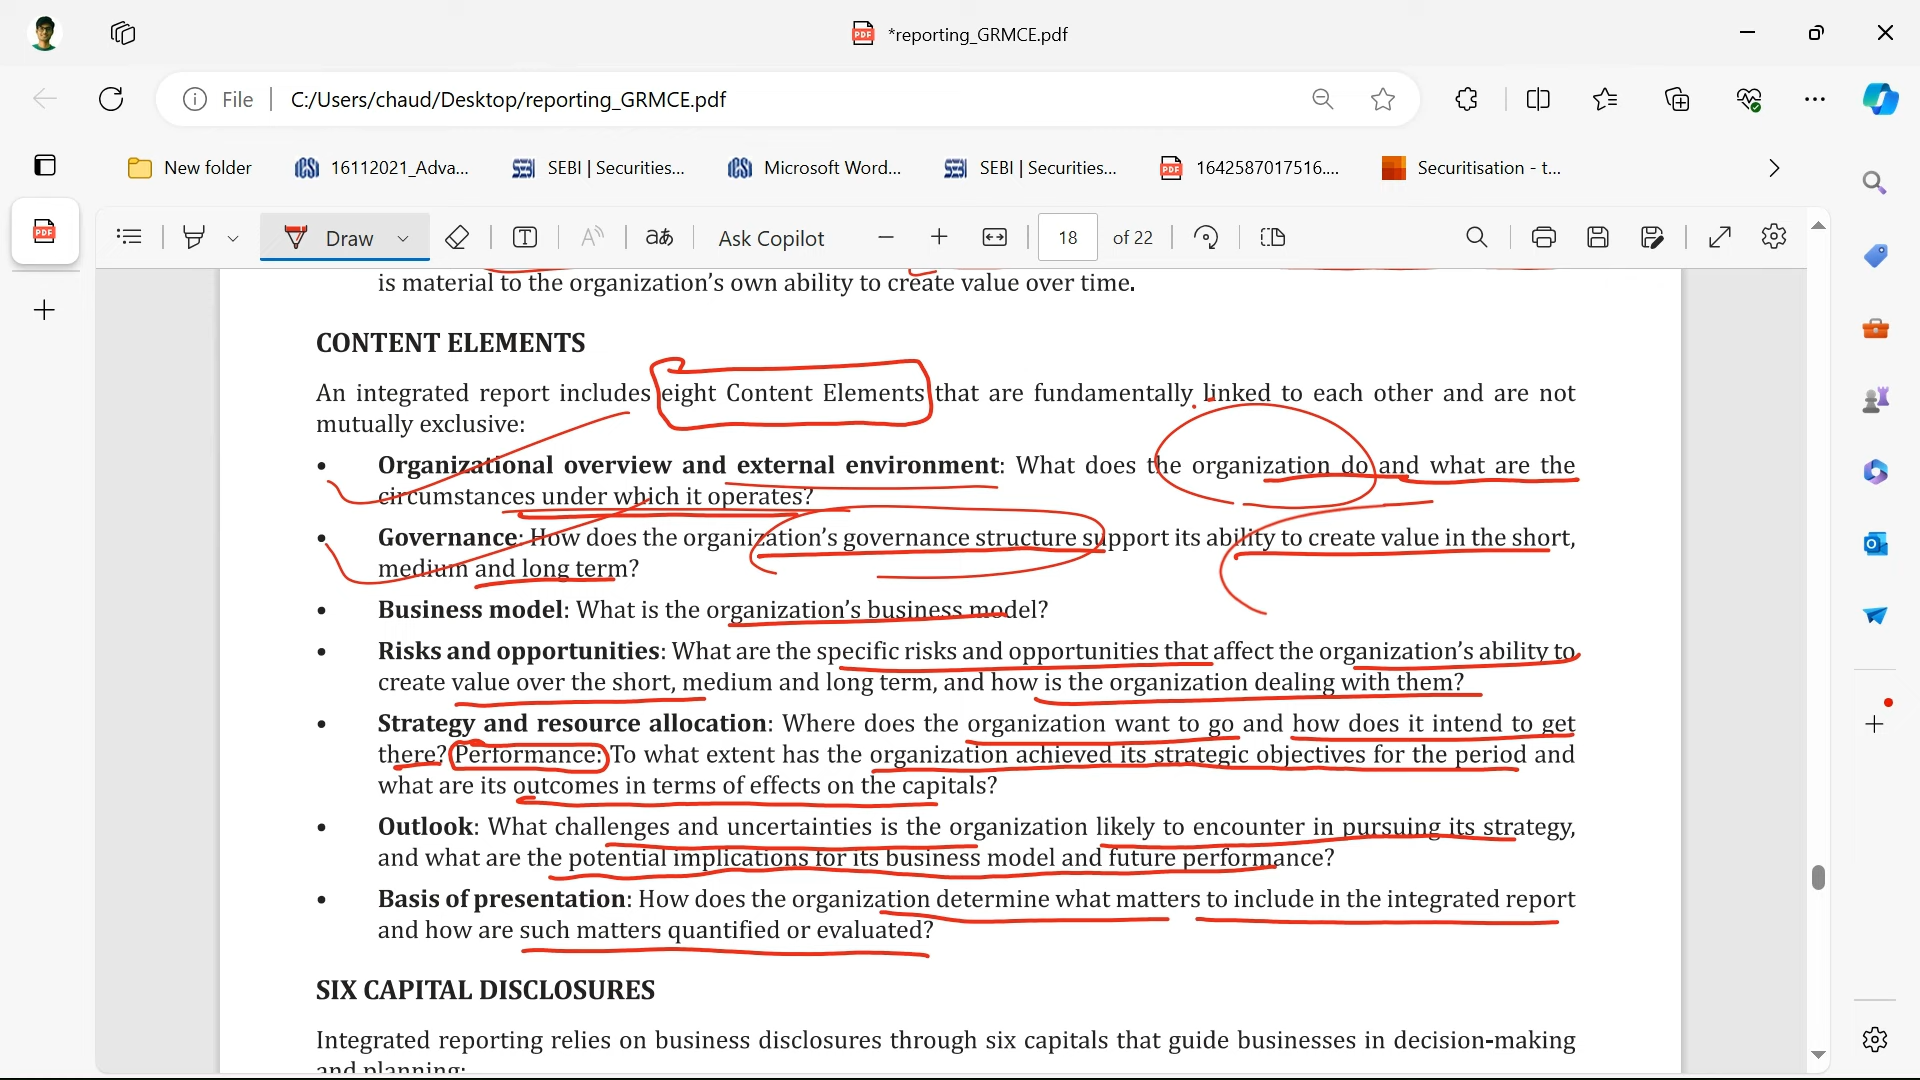 *reporting_GRMCE.pdf
File
C:/Users/chaud/Desktop/reporting_GRMCE.pdf
New folder
16112021_Adva...
SEBI | Securities...
Microsoft Word...
SEBI | Securities...
1642587017516....
Securitisation - t...
Draw
Ask Copilot
18 of 22
is material to the organization’s own ability to create value over time.
CONTENT ELEMENTS
An integrated report includes eight Content Elements that are fundamentally linked to each other and are not
mutually exclusive:
• Organizational overview and external environment: What does the organization do and what are the
circumstances under which it operates?
• Governance: How does the organization’s governance structure support its ability to create value in the short,
medium and long term?
• Business model: What is the organization’s business model?
• Risks and opportunities: What are the specific risks and opportunities that affect the organization’s ability to
create value over the short, medium and long term, and how is the organization dealing with them?
• Strategy and resource allocation: Where does the organization want to go and how does it intend to get
there? Performance: To what extent has the organization achieved its strategic objectives for the period and
what are its outcomes in terms of effects on the capitals?
• Outlook: What challenges and uncertainties is the organization likely to encounter in pursuing its strategy,
and what are the potential implications for its business model and future performance?
• Basis of presentation: How does the organization determine what matters to include in the integrated report
and how are such matters quantified or evaluated?
SIX CAPITAL DISCLOSURES
Integrated reporting relies on business disclosures through six capitals that guide businesses in decision-making
and planning: